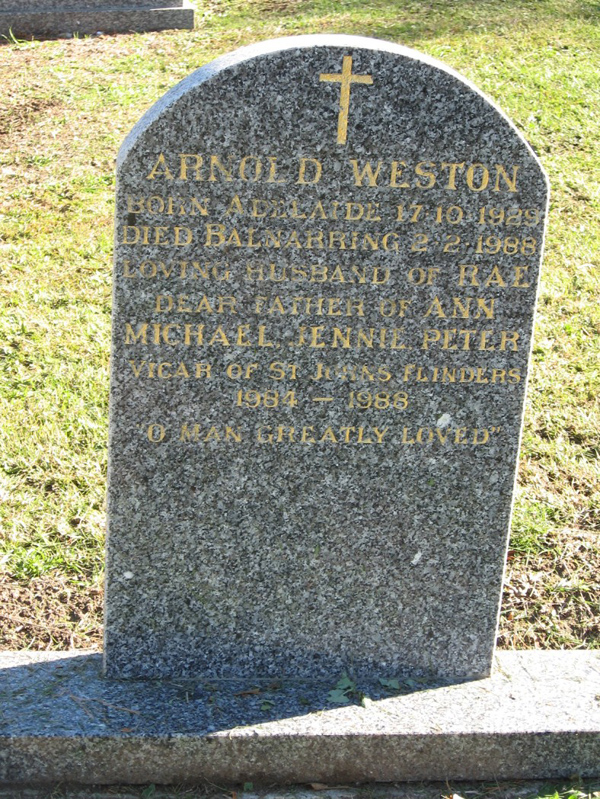 ARNOLD WESTON
BORN ADELAIDE 17·10·1929
DIED BALNARRING 2·2·1988
LOVING HUSBAND OF RAE
DEAR FATHER OF ANN
MICHAEL JENNIE PETER
VICAR OF ST JOHNS FLINDERS
1984 — 1988
"O MAN GREATLY LOVED"